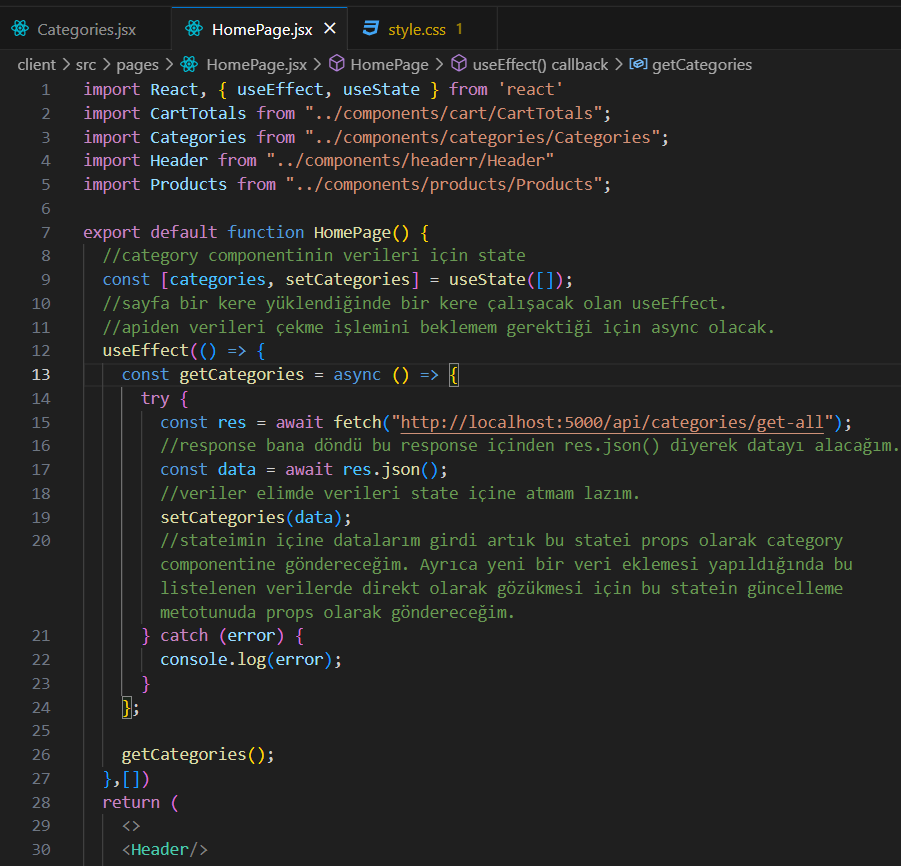 Categories.jsx HomePage.jsx × style.css 1
client > src > pages > HomePage.jsx > HomePage > useEffect() callback > getCategories
1 import React, { useEffect, useState } from 'react'
2 import CartTotals from "../components/cart/CartTotals";
3 import Categories from "../components/categories/Categories";
4 import Header from "../components/headerr/Header"
5 import Products from "../components/products/Products";
6
7 export default function HomePage() {
8 //category componentinin verileri için state
9 const [categories, setCategories] = useState([]);
10 //sayfa bir kere yüklendiğinde bir kere çalışacak olan useEffect.
11 //apiden verileri çekme işlemini beklemem gerektiği için async olacak.
12 useEffect(() => {
13 const getCategories = async () => {
14 try {
15 const res = await fetch("http://localhost:5000/api/categories/get-all");
16 //response bana döndü bu response içinden res.json() diyerek datayı alacağım.
17 const data = await res.json();
18 //veriler elimde verileri state içine atmam lazım.
19 setCategories(data);
20 //stateimin içine datalarım girdi artık bu statei props olarak category
componentine göndereceğim. Ayrıca yeni bir veri eklemesi yapıldığında bu
listelenen verilerde direkt olarak gözükmesi için bu statein güncelleme
metotunuda props olarak göndereceğim.
21 } catch (error) {
22 console.log(error);
23 }
24 };
25
26 getCategories();
27 },[])
28 return (
29 <>
30 <Header/>